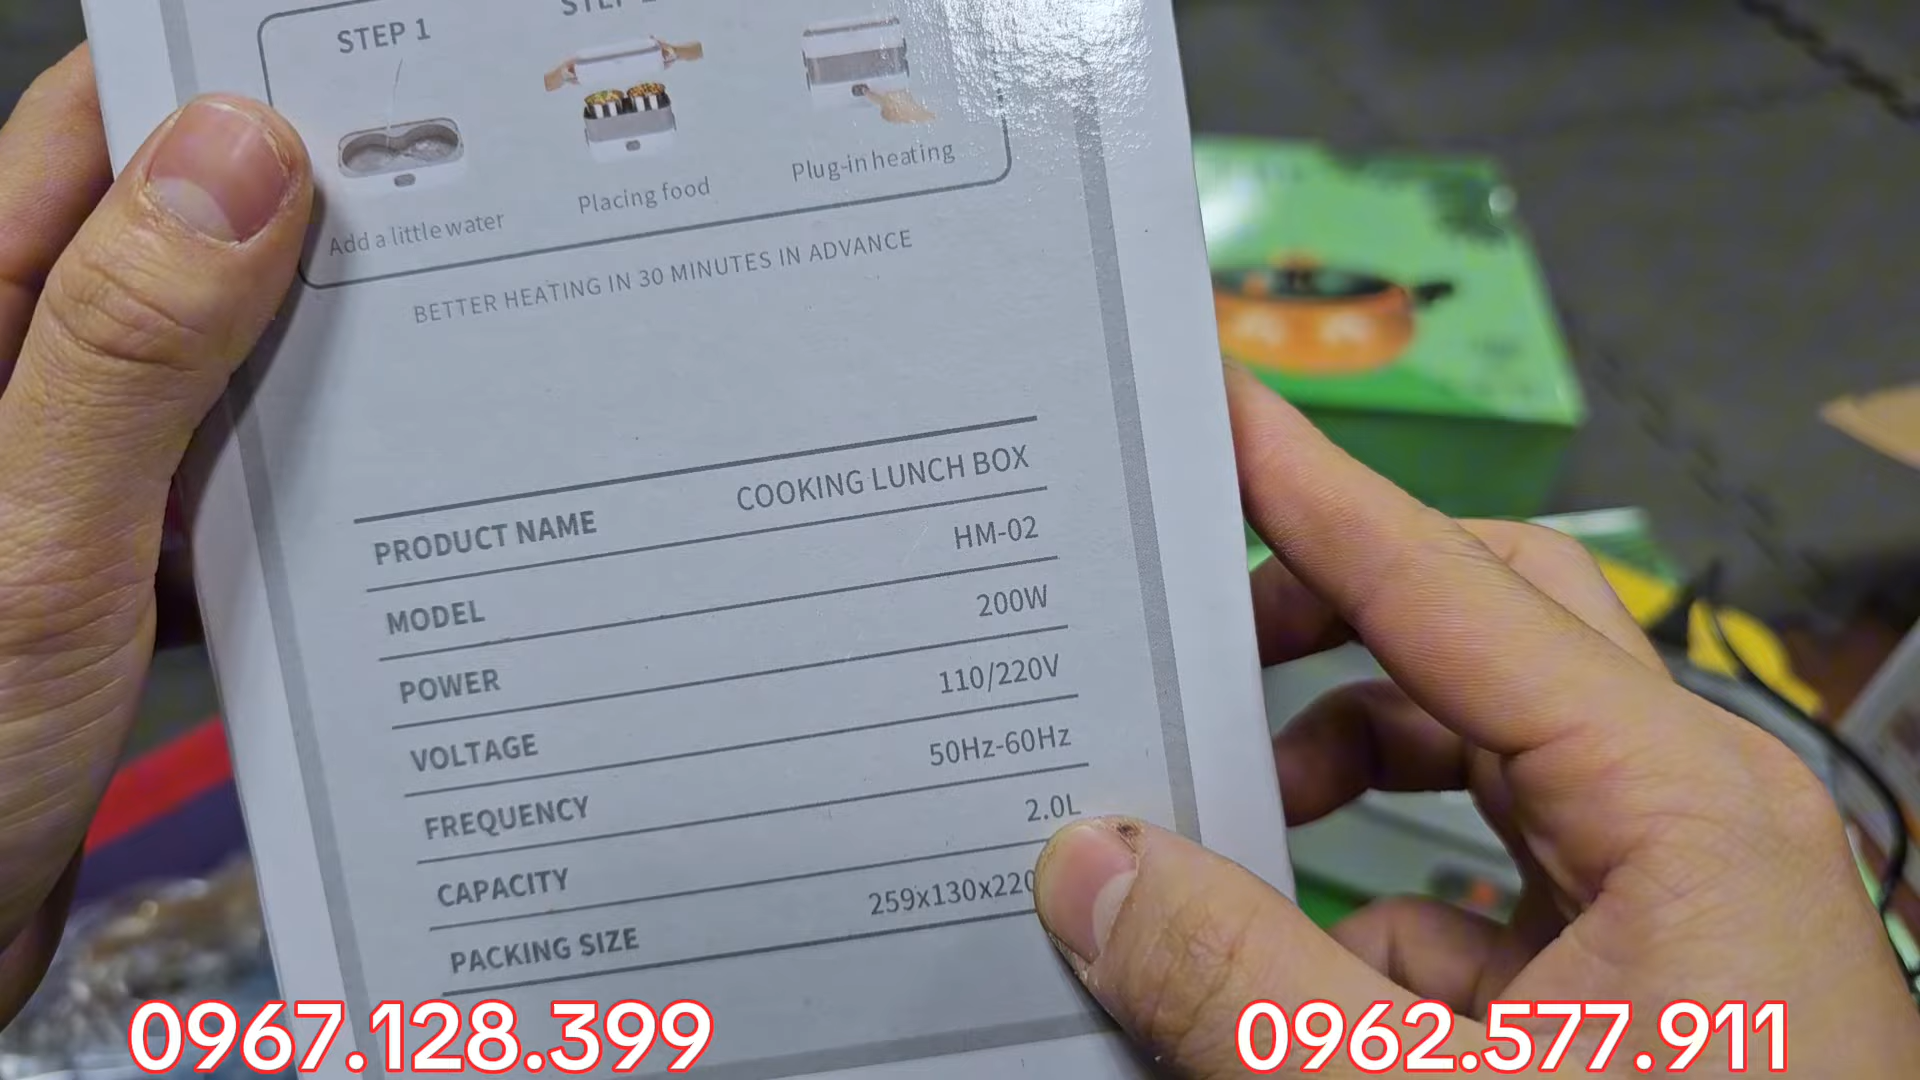 STEP 1
Add a little water
Placing food
Plug-in heating
BETTER HEATING IN 30 MINUTES IN ADVANCE
PRODUCT NAME COOKING LUNCH BOX
MODEL HM-02
POWER 200W
VOLTAGE 110/220V
FREQUENCY 50Hz-60Hz
CAPACITY 2.0L
PACKING SIZE 259x130x220
0967.128.399
0962.577.911